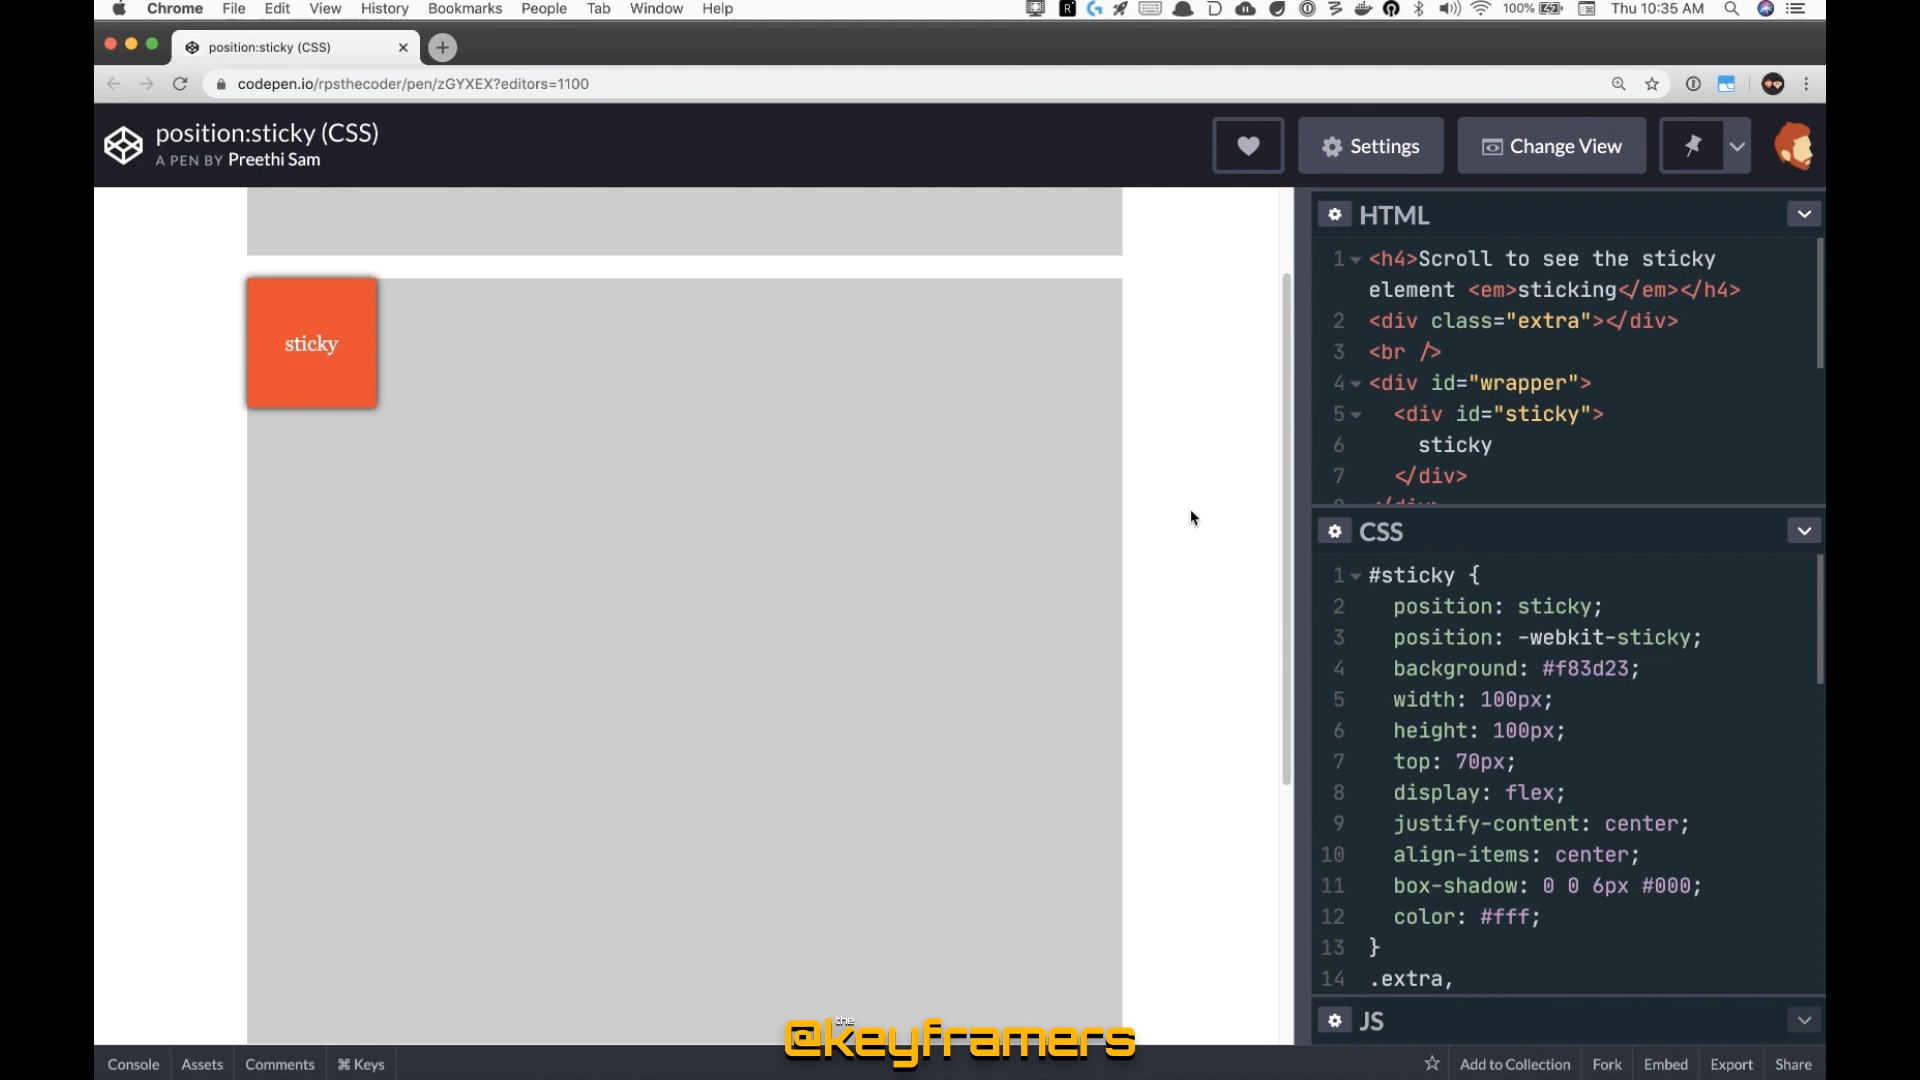 Chrome File Edit View History Bookmarks People Tab Window Help 100% Thu 10:35 AM
position:sticky (CSS)
codepen.io/rpsthecoder/pen/zGYXEX?editors=1100
position:sticky (CSS)
A PEN BY Preethi Sam
Settings Change View
sticky
HTML
1 <h4>Scroll to see the sticky
element <em>sticking</em></h4>
2 <div class="extra"></div>
3 <br />
4 <div id="wrapper">
5 <div id="sticky">
6 sticky
7 </div>
CSS
1 #sticky {
2 position: sticky;
3 position: -webkit-sticky;
4 background: #f83d23;
5 width: 100px;
6 height: 100px;
7 top: 70px;
8 display: flex;
9 justify-content: center;
10 align-items: center;
11 box-shadow: 0 0 6px #000;
12 color: #fff;
13 }
14 .extra,
JS
the
@keyframers
Console Assets Comments ⌘ Keys Add to Collection Fork Embed Export Share